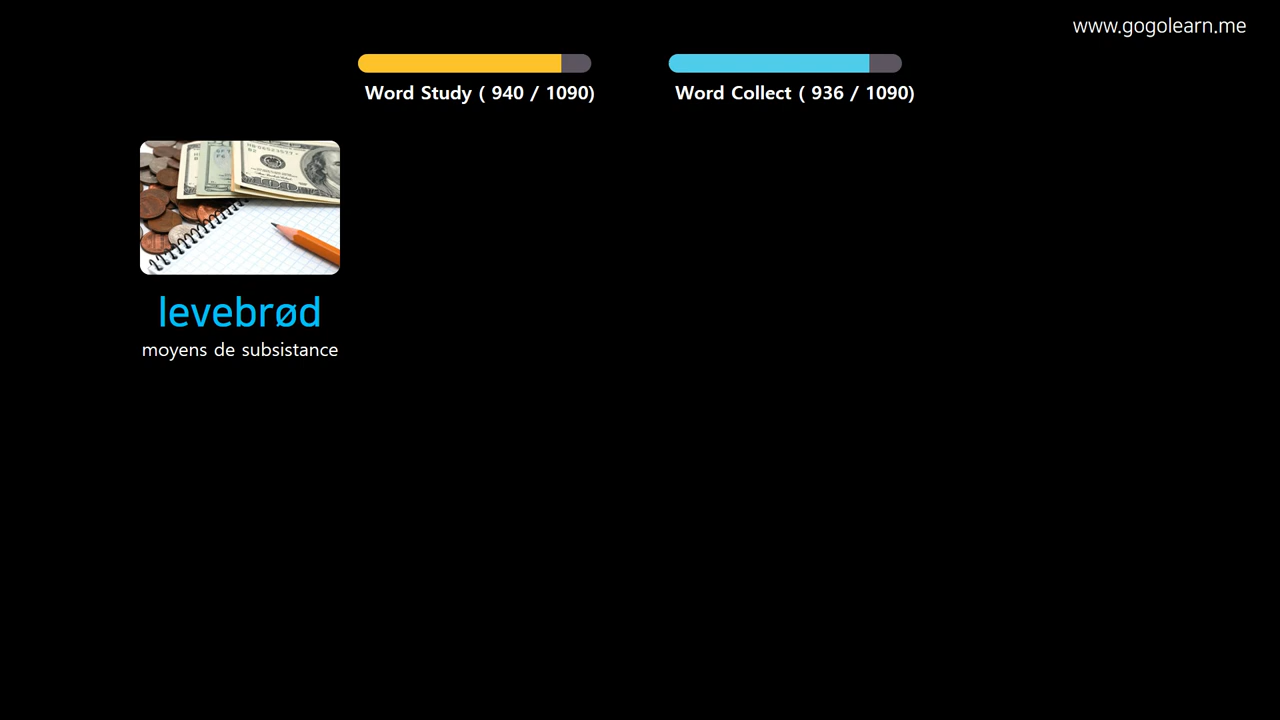 www.gogolearn.me
Word Study ( 940 / 1090)
Word Collect ( 936 / 1090)
levebrød
moyens de subsistance